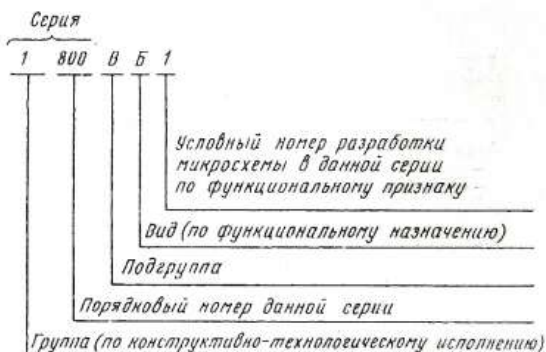 Серия
1 800 В Б 1
Условный номер разработки
микросхемы в данной серии
по функциональному признаку
Вид (по функциональному назначению)
Подгруппа
Порядковый номер данной серии
Группа (по конструктивно-технологическому исполнению)